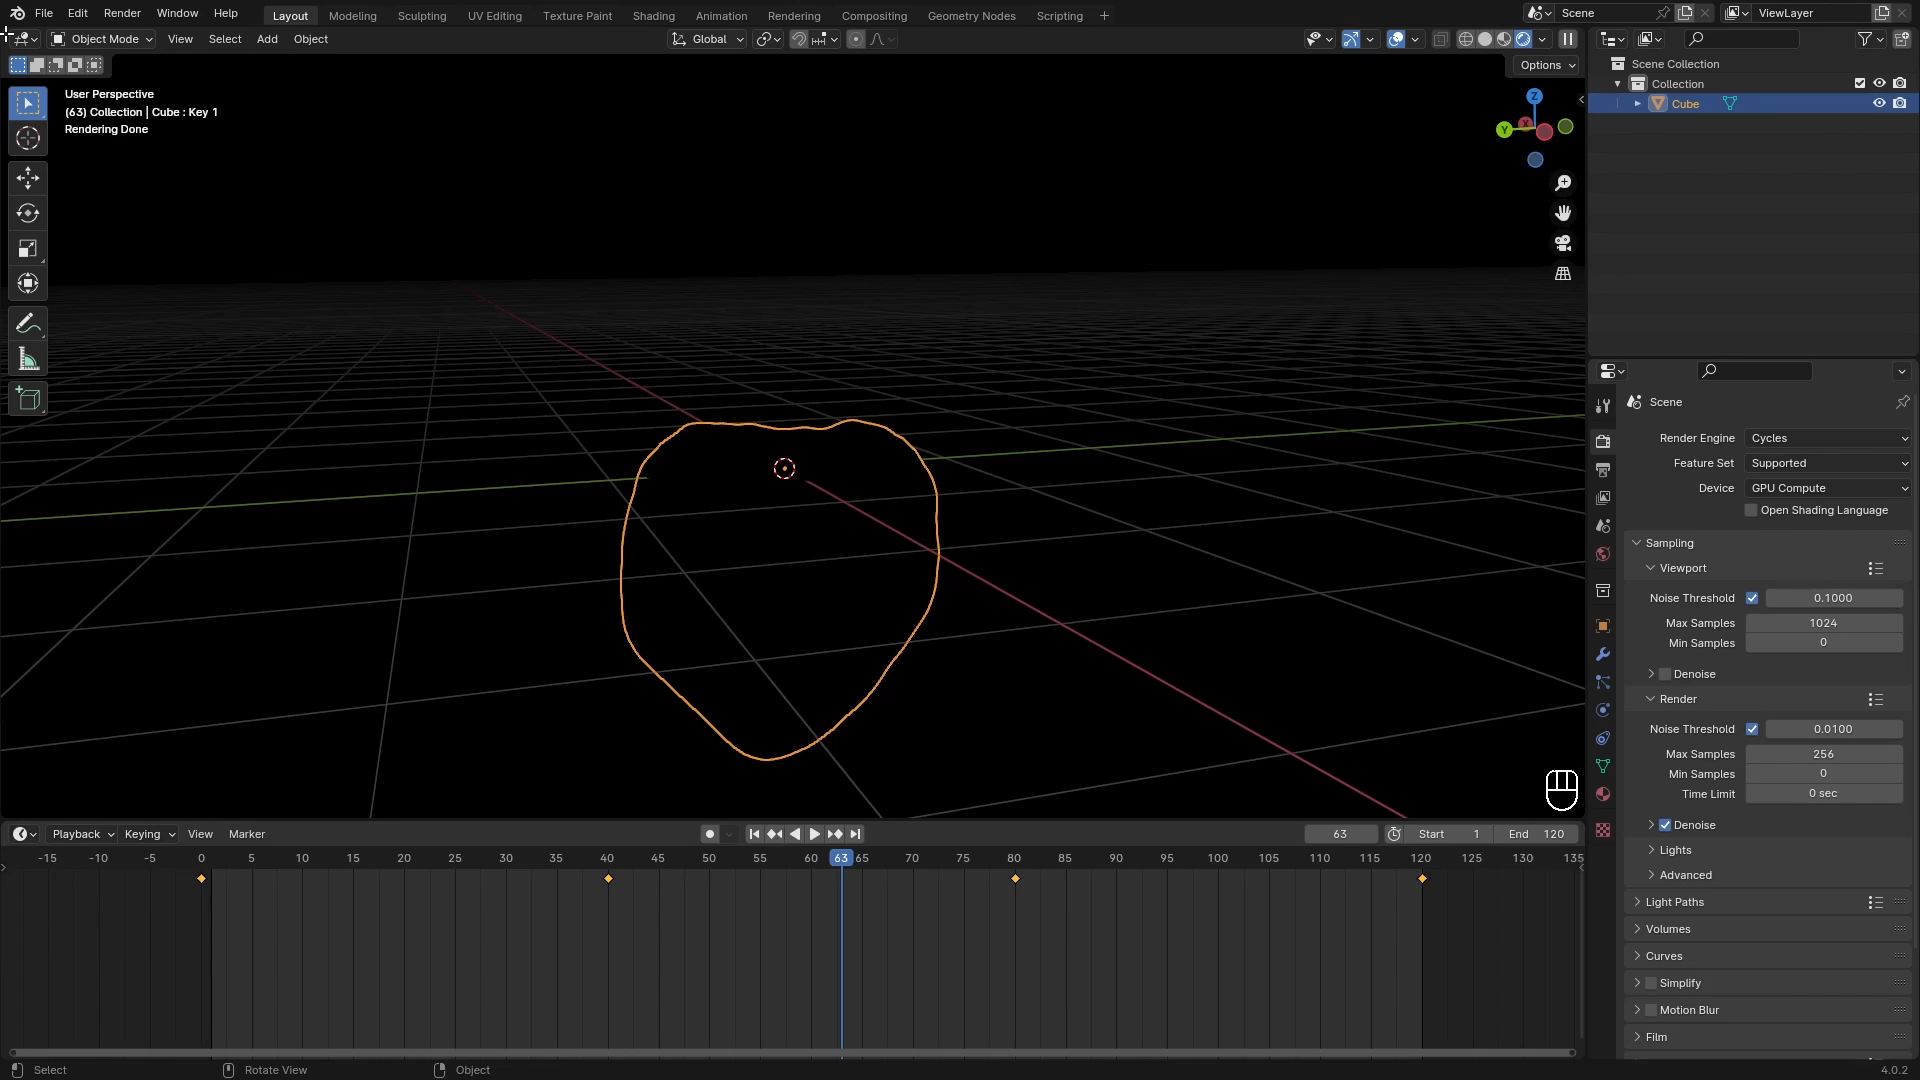 File Edit Render Window Help Layout Modeling Sculpting UV Editing Texture Paint Shading Animation Rendering Compositing Geometry Nodes Scripting + Scene ViewLayer
Object Mode View Select Add Object Global
Options
User Perspective
(63) Collection | Cube : Key 1
Rendering Done
Z
Y
X
Scene Collection
Collection
Cube
Scene
Render Engine Cycles
Feature Set Supported
Device GPU Compute
Open Shading Language
Sampling
Viewport
Noise Threshold 0.1000
Max Samples 1024
Min Samples 0
Denoise
Render
Noise Threshold 0.0100
Max Samples 256
Min Samples 0
Time Limit 0 sec
Denoise
Lights
Advanced
Light Paths
Volumes
Curves
Simplify
Motion Blur
Film
Playback Keying View Marker 63 Start 1 End 120
-15 -10 -5 0 5 10 15 20 25 30 35 40 45 50 55 60 63 65 70 75 80 85 90 95 100 105 110 115 120 125 130 135
Select Rotate View Object 4.0.2